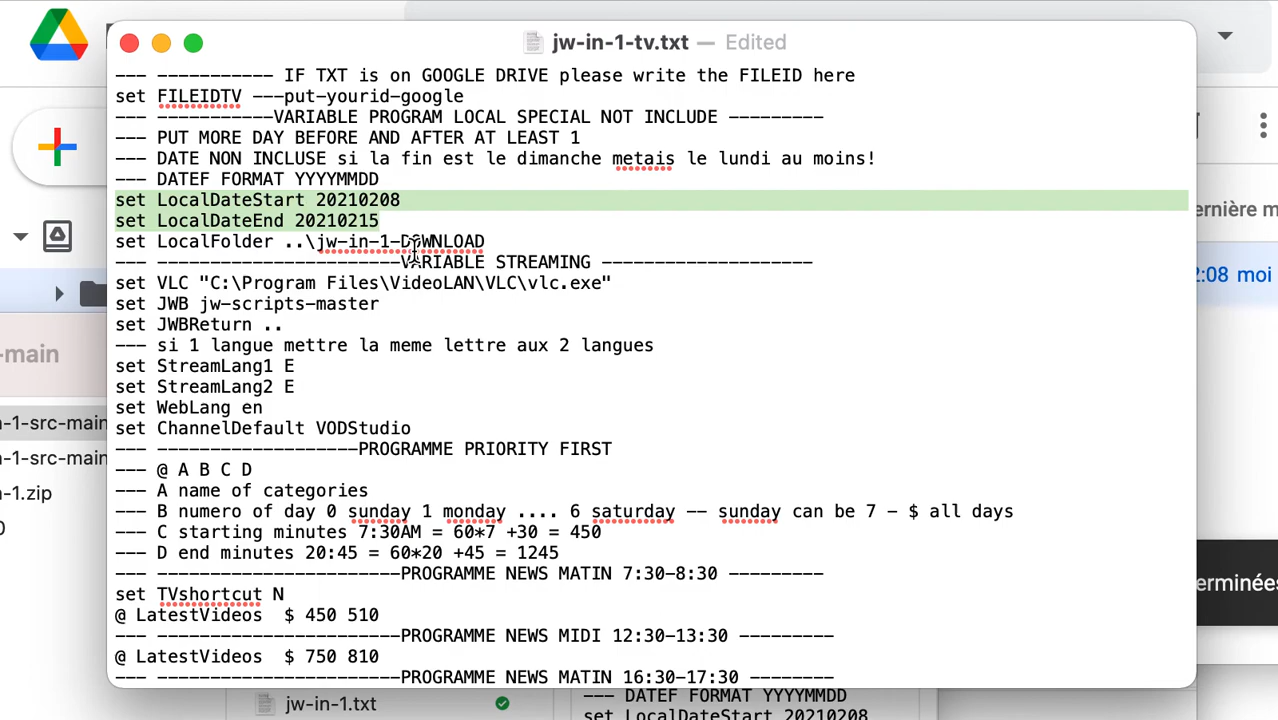 jw-in-1-tv.txt — Edited
--- ----------- IF TXT is on GOOGLE DRIVE please write the FILEID here
set FILEIDTV ---put-yourid-google
--- -----------VARIABLE PROGRAM LOCAL SPECIAL NOT INCLUDE ---------
--- PUT MORE DAY BEFORE AND AFTER AT LEAST 1
--- DATE NON INCLUSE si la fin est le dimanche metais le lundi au moins!
--- DATEF FORMAT YYYYMMDD
set LocalDateStart 20210208
set LocalDateEnd 20210215
set LocalFolder ..\jw-in-1-DOWNLOAD
--- -----------------------VARIABLE STREAMING --------------------
set VLC "C:\Program Files\VideoLAN\VLC\vlc.exe"
set JWB jw-scripts-master
set JWBReturn ..
--- si 1 langue mettre la meme lettre aux 2 langues
set StreamLang1 E
set StreamLang2 E
set WebLang en
set ChannelDefault VODStudio
--- -------------------PROGRAMME PRIORITY FIRST
--- @ A B C D
--- A name of categories
--- B numero of day 0 sunday 1 monday .... 6 saturday -- sunday can be 7 - $ all days
--- C starting minutes 7:30AM = 60*7 +30 = 450
--- D end minutes 20:45 = 60*20 +45 = 1245
--- -----------------------PROGRAMME NEWS MATIN 7:30-8:30 ---------
set TVshortcut N
@ LatestVideos  $ 450 510
--- -----------------------PROGRAMME NEWS MIDI 12:30-13:30 ---------
@ LatestVideos  $ 750 810
--- -----------------------PROGRAMME NEWS MATIN 16:30-17:30 ---------
ernière m
2:08 moi
-main
n-1-src-main
n-1-src-main
n-1.zip
erminées
jw-in-1.txt
--- DATEF FORMAT YYYYMMDD
set LocalDateStart 20210208